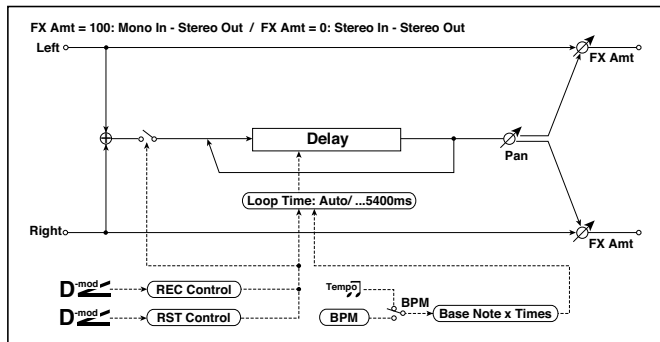 FX Amt = 100: Mono In - Stereo Out / FX Amt = 0: Stereo In - Stereo Out
Left
FX Amt
Delay
Pan
Loop Time: Auto/ ...5400ms
Right
FX Amt
D-mod
REC Control
Tempo
BPM
D-mod
RST Control
BPM
Base Note x Times